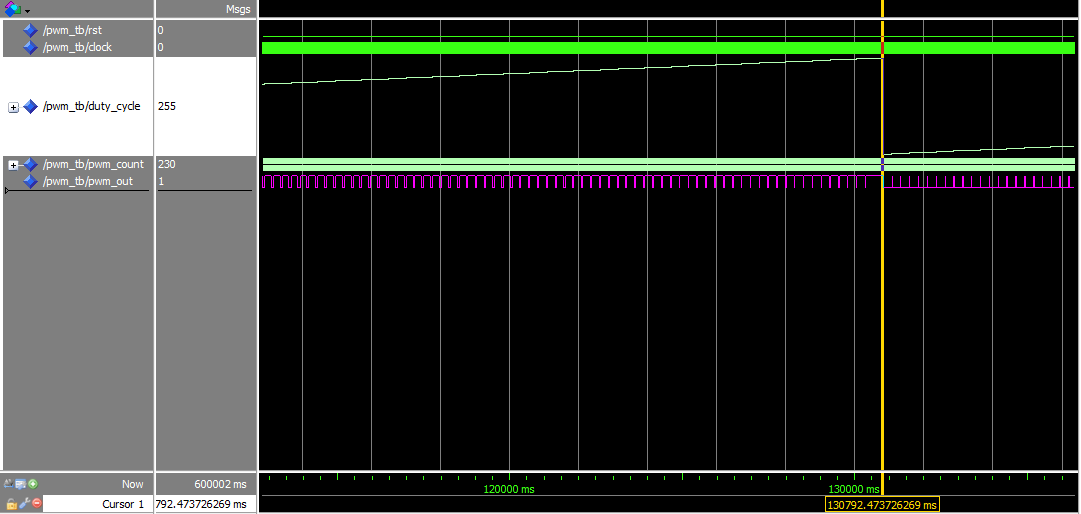 Msgs
/pwm_tb/rst 0
/pwm_tb/clock 0
/pwm_tb/duty_cycle 255
/pwm_tb/pwm_count 230
/pwm_tb/pwm_out 1
Now 600002 ms
120000 ms 130000 ms
Cursor 1 792.473726269 ms
130792.473726269 ms